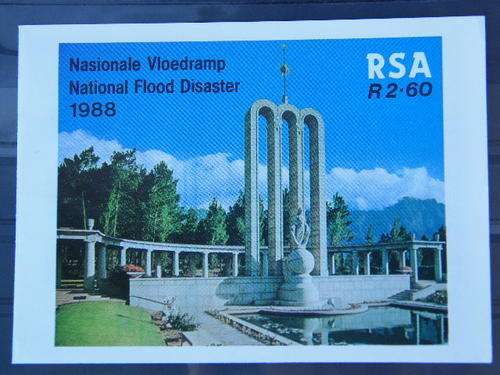 Nasionale Vloedramp
National Flood Disaster
1988
RSA
R2·60